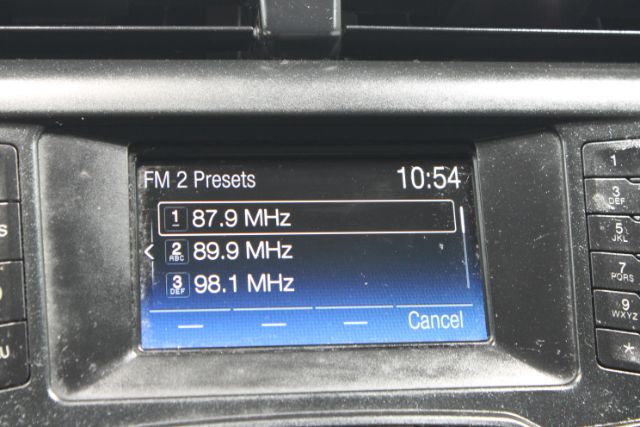 FM 2 Presets 10:54
1 87.9 MHz
2 ABC 89.9 MHz
3 DEF 98.1 MHz
Cancel
1
3
DEF
5
JKL
7
PQRS
9
WXYZ
*